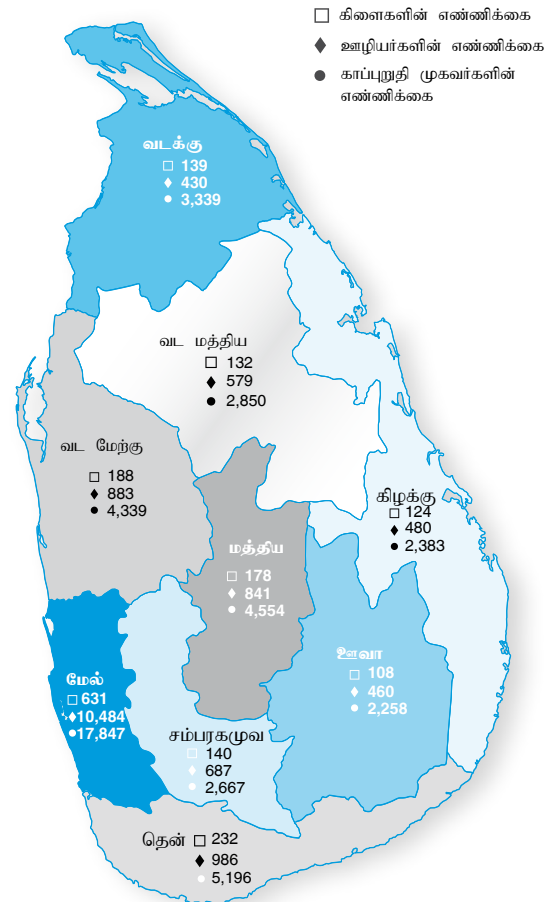 □ கிளைகளின் எண்ணிக்கை
♦ ஊழியர்களின் எண்ணிக்கை
● காப்புறுதி முகவர்களின்
எண்ணிக்கை
வடக்கு
□ 139
♦ 430
● 3,339
வட மத்திய
□ 132
♦ 579
● 2,850
வட மேற்கு
□ 188
♦ 883
● 4,339
கிழக்கு
□ 124
♦ 480
● 2,383
மத்திய
□ 178
♦ 841
● 4,554
ஊவா
□ 108
♦ 460
● 2,258
மேல்
□ 631
♦ 10,484
● 17,847
சம்பரகமுவ
□ 140
♦ 687
● 2,667
தென் □ 232
♦ 986
● 5,196